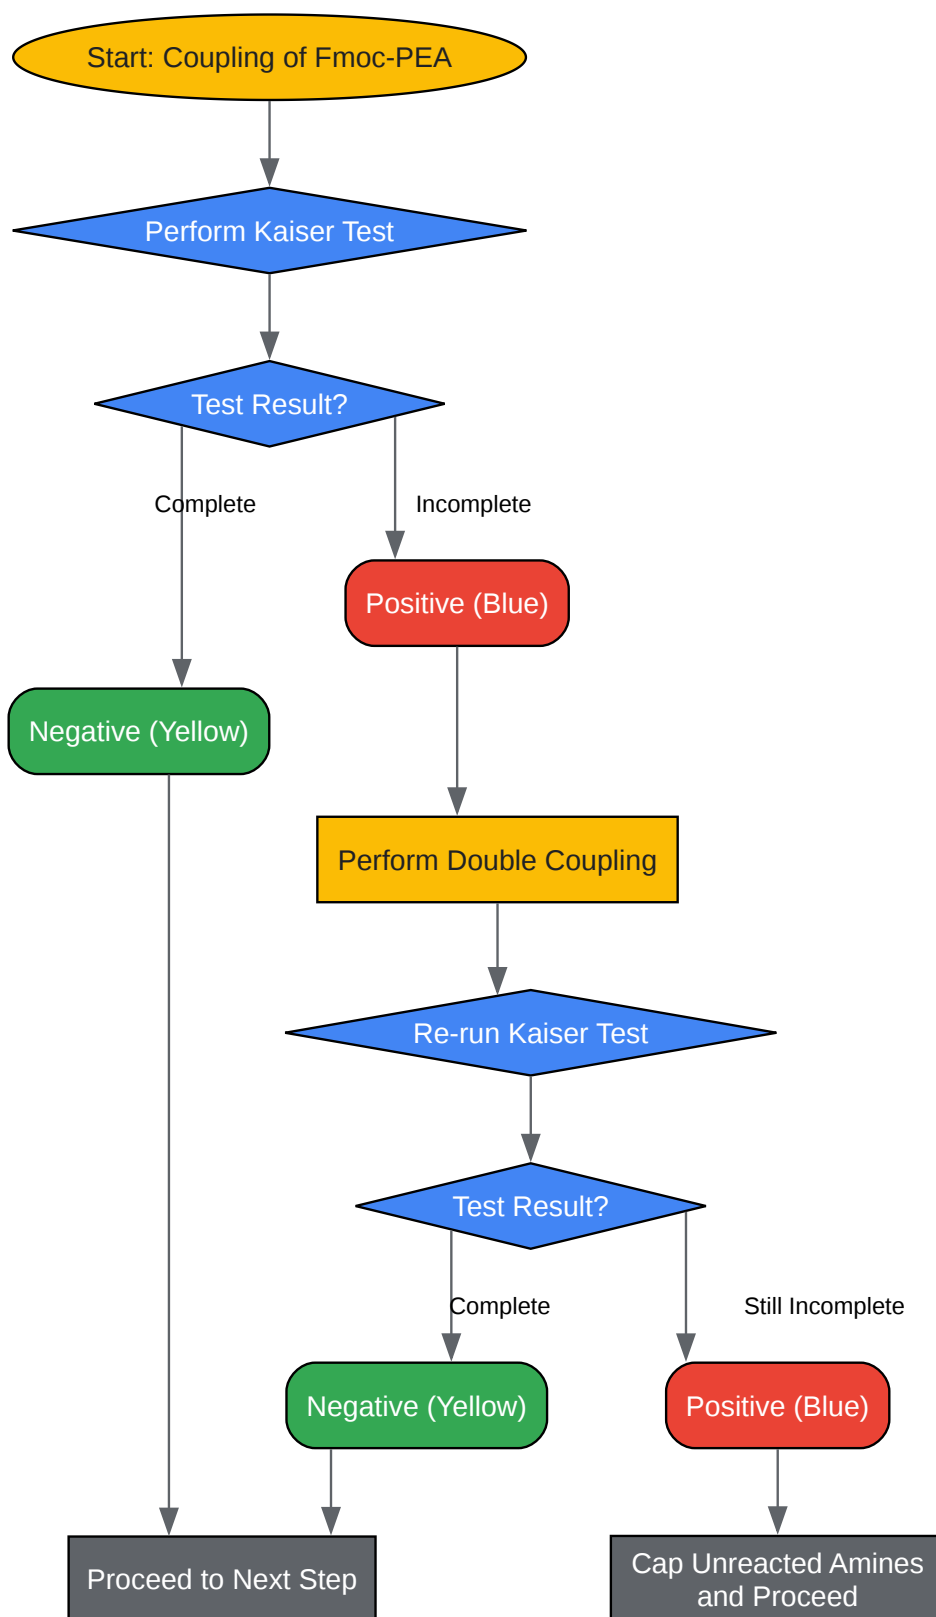 Start: Coupling of Fmoc-PEA
Perform Kaiser Test
Test Result?
Complete
Incomplete
Positive (Blue)
Negative (Yellow)
Perform Double Coupling
Re-run Kaiser Test
Test Result?
Complete
Still Incomplete
Negative (Yellow)
Positive (Blue)
Proceed to Next Step
Cap Unreacted Amines
and Proceed